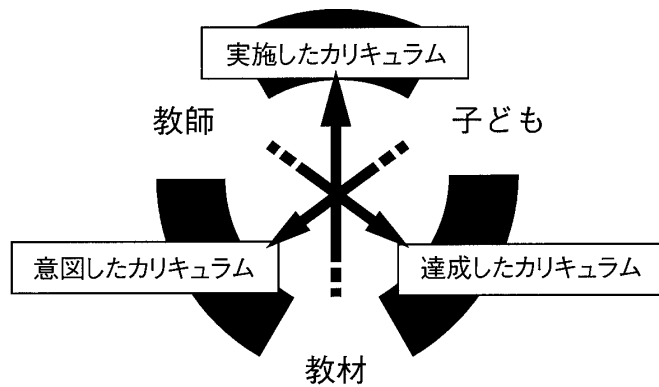 実施したカリキュラム
教師
子ども
意図したカリキュラム
達成したカリキュラム
教材